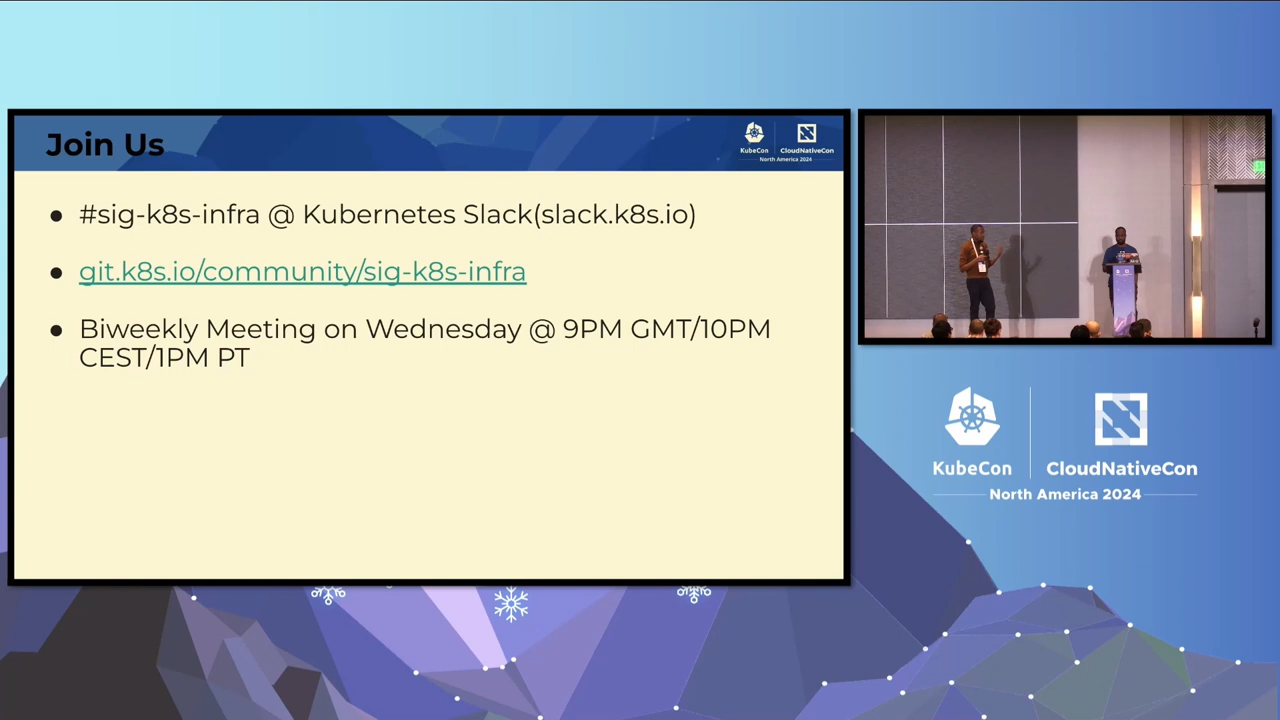 Join Us
KubeCon
CloudNativeCon
North America 2024
● #sig-k8s-infra @ Kubernetes Slack(slack.k8s.io)
● git.k8s.io/community/sig-k8s-infra
● Biweekly Meeting on Wednesday @ 9PM GMT/10PM
CEST/1PM PT
KubeCon
CloudNativeCon
North America 2024